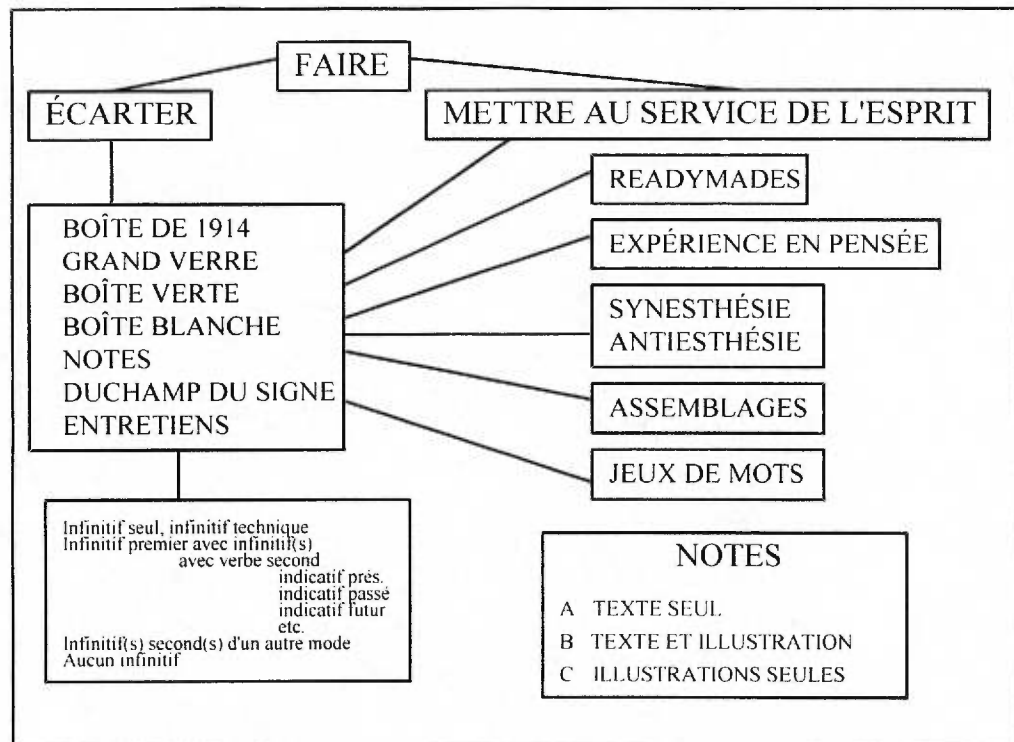 FAIRE
ÉCARTER
METTRE AU SERVICE DE L'ESPRIT
BOÎTE DE 1914
GRAND VERRE
BOÎTE VERTE
BOÎTE BLANCHE
NOTES
DUCHAMP DU SIGNE
ENTRETIENS
READYMADES
EXPÉRIENCE EN PENSÉE
SYNESTHÉSIE
ANTIESTHÉSIE
ASSEMBLAGES
JEUX DE MOTS
Infinitif seul, infinitif technique
Infinitif premier avec infinitif(s)
avec verbe second
indicatif prés.
indicatif passé
indicatif futur
etc.
Infinitif(s) second(s) d'un autre mode
Aucun infinitif
NOTES
A TEXTE SEUL
B TEXTE ET ILLUSTRATION
C ILLUSTRATIONS SEULES